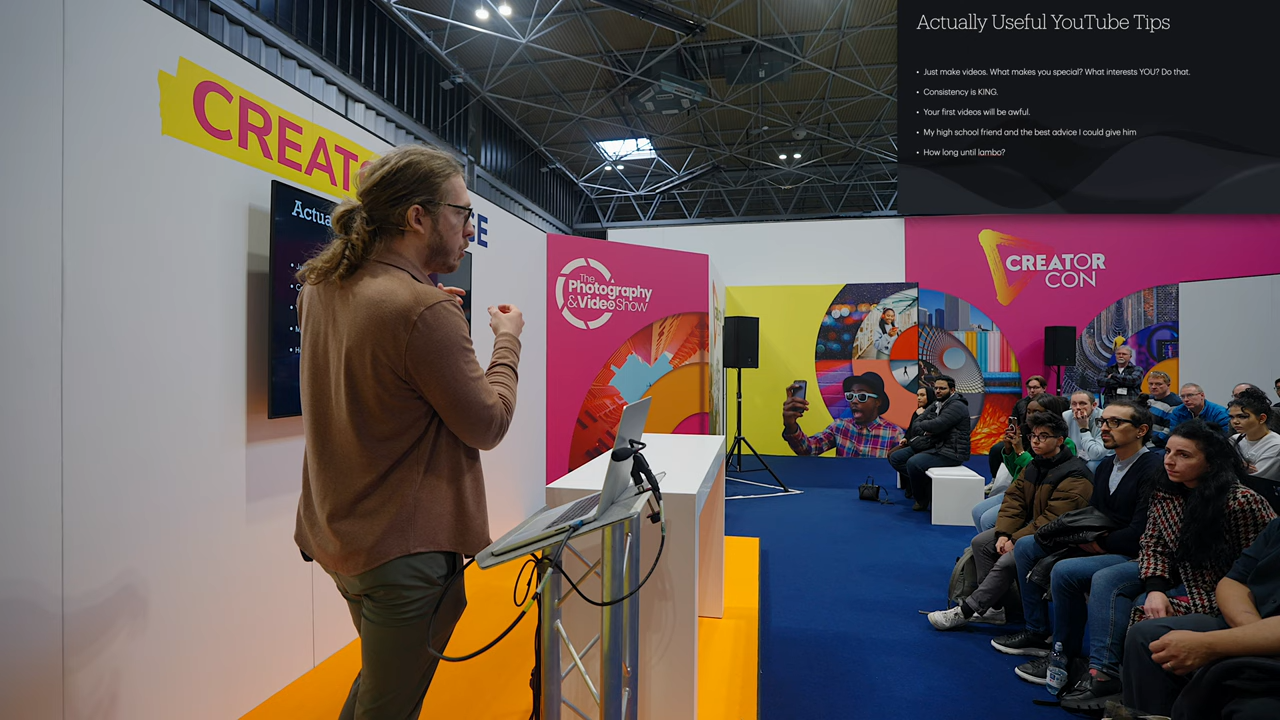 Actually Useful YouTube Tips
• Just make videos. What makes you special? What interests YOU? Do that.
• Consistency is KING.
• Your first videos will be awful.
• My high school friend and the best advice I could give him
• How long until lambo?
CREAT
Actua
The
Photography
& Video Show
CREATOR
CON